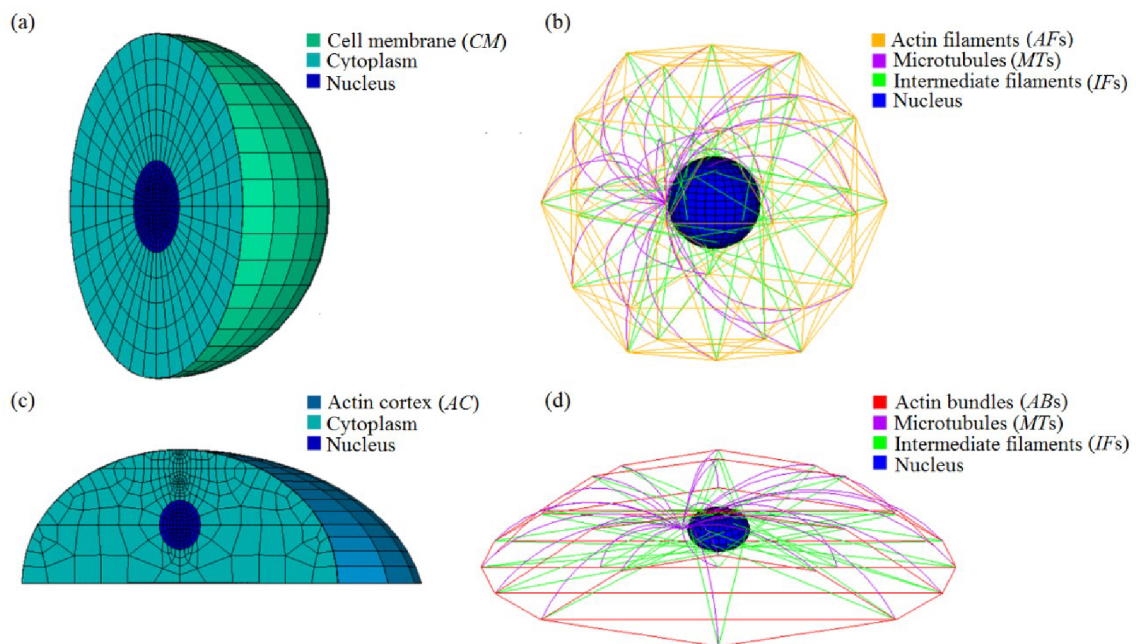 (a)
Cell membrane (CM)
Cytoplasm
Nucleus
(b)
Actin filaments (AFs)
Microtubules (MTs)
Intermediate filaments (IFs)
Nucleus
(c)
Actin cortex (AC)
Cytoplasm
Nucleus
(d)
Actin bundles (ABs)
Microtubules (MTs)
Intermediate filaments (IFs)
Nucleus